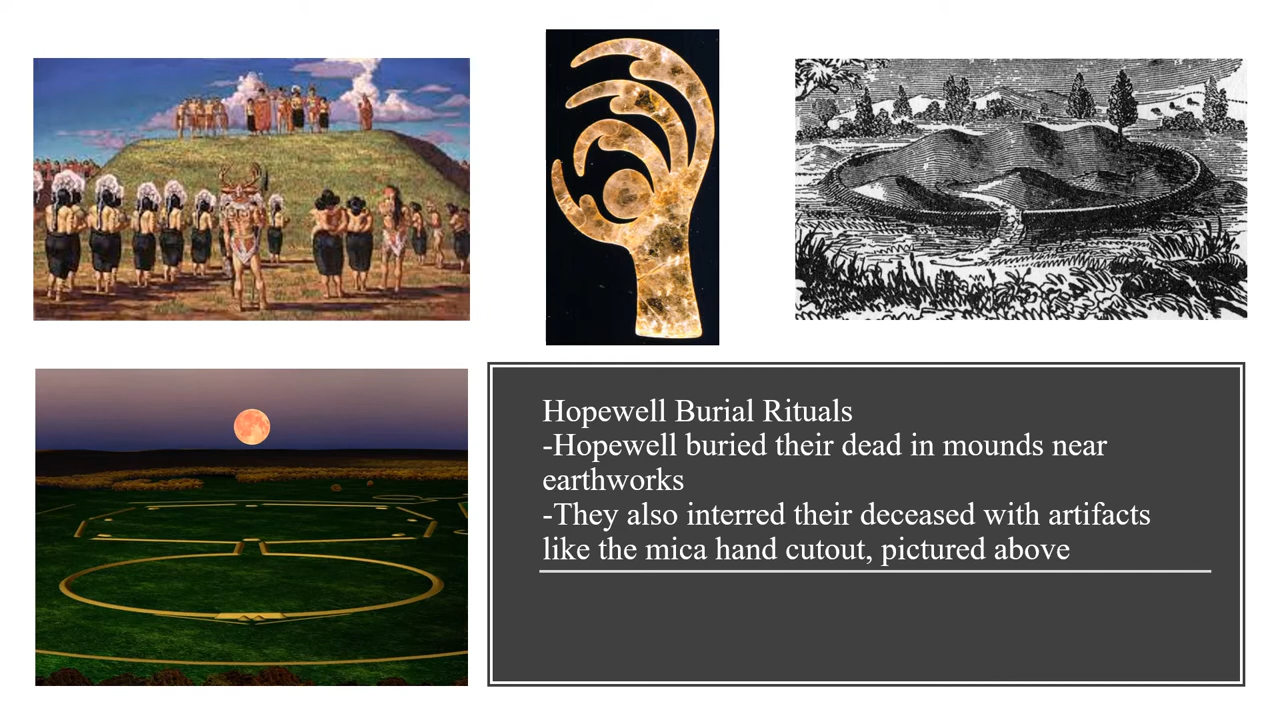 Hopewell Burial Rituals
-Hopewell buried their dead in mounds near
earthworks
-They also interred their deceased with artifacts
like the mica hand cutout, pictured above